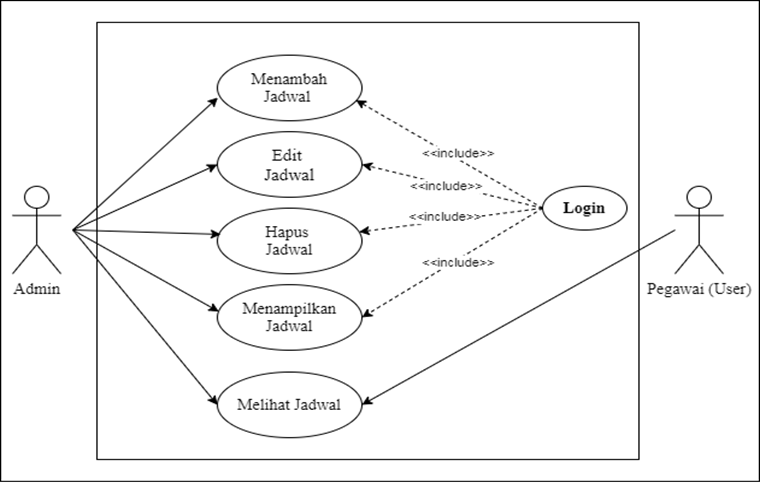 Menambah
Jadwal
<<include>>
Edit
Jadwal
<<include>>
Login
Hapus
Jadwal
<<include>>
Admin
Pegawai (User)
<<include>>
Menampilkan
Jadwal
Melihat Jadwal